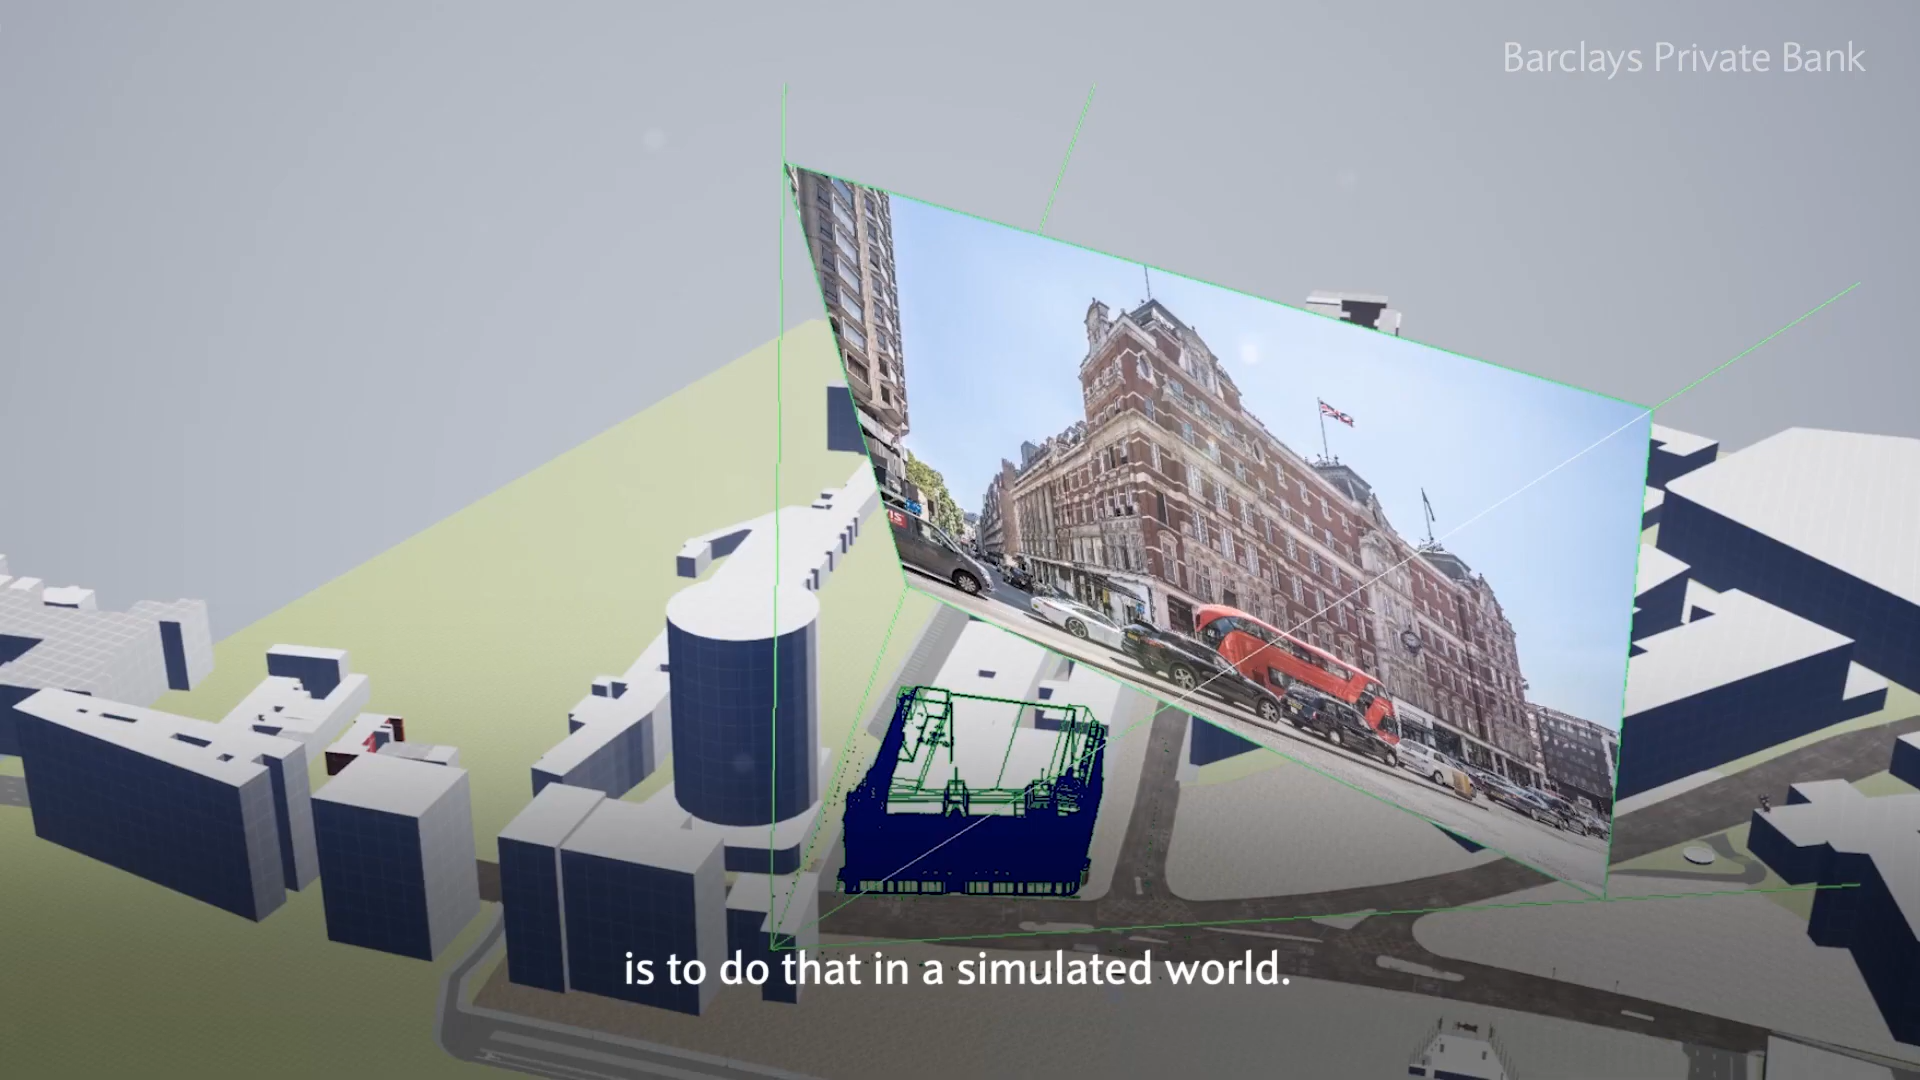 Barclays Private Bank
is to do that in a simulated world.